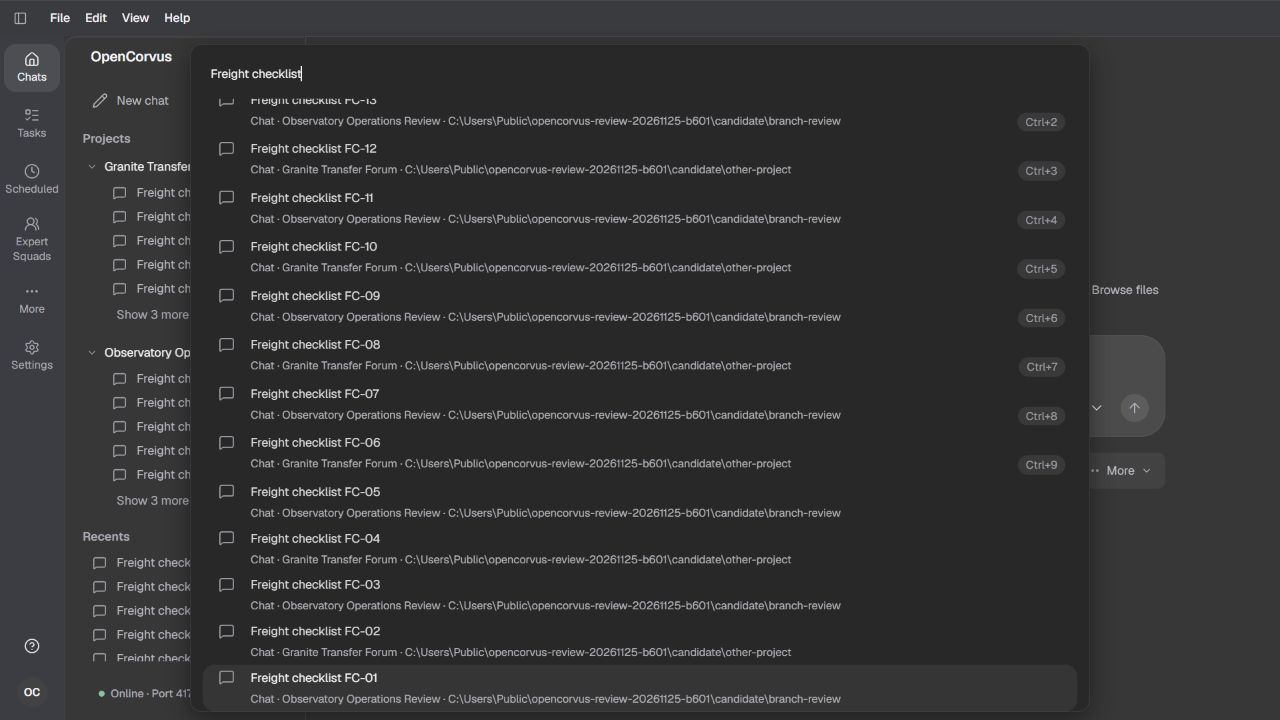 File Edit View Help
OpenCorvus
Chats
Tasks
Scheduled
Expert
Squads
More
Settings
OC
New chat
Projects
Granite Transfer
Freight ch
Freight ch
Freight ch
Freight ch
Freight ch
Show 3 more
Observatory Op
Freight ch
Freight ch
Freight ch
Freight ch
Freight ch
Show 3 more
Recents
Freight check
Freight check
Freight check
Freight check
Freight check
Online · Port 417
Freight checklist
Freight checklist FC-13
Chat · Observatory Operations Review · C:\Users\Public\opencorvus-review-20261125-b601\candidate\branch-review
Ctrl+2
Freight checklist FC-12
Chat · Granite Transfer Forum · C:\Users\Public\opencorvus-review-20261125-b601\candidate\other-project
Ctrl+3
Freight checklist FC-11
Chat · Observatory Operations Review · C:\Users\Public\opencorvus-review-20261125-b601\candidate\branch-review
Ctrl+4
Freight checklist FC-10
Chat · Granite Transfer Forum · C:\Users\Public\opencorvus-review-20261125-b601\candidate\other-project
Ctrl+5
Freight checklist FC-09
Chat · Observatory Operations Review · C:\Users\Public\opencorvus-review-20261125-b601\candidate\branch-review
Ctrl+6
Freight checklist FC-08
Chat · Granite Transfer Forum · C:\Users\Public\opencorvus-review-20261125-b601\candidate\other-project
Ctrl+7
Freight checklist FC-07
Chat · Observatory Operations Review · C:\Users\Public\opencorvus-review-20261125-b601\candidate\branch-review
Ctrl+8
Freight checklist FC-06
Chat · Granite Transfer Forum · C:\Users\Public\opencorvus-review-20261125-b601\candidate\other-project
Ctrl+9
Freight checklist FC-05
Chat · Observatory Operations Review · C:\Users\Public\opencorvus-review-20261125-b601\candidate\branch-review
Freight checklist FC-04
Chat · Granite Transfer Forum · C:\Users\Public\opencorvus-review-20261125-b601\candidate\other-project
Freight checklist FC-03
Chat · Observatory Operations Review · C:\Users\Public\opencorvus-review-20261125-b601\candidate\branch-review
Freight checklist FC-02
Chat · Granite Transfer Forum · C:\Users\Public\opencorvus-review-20261125-b601\candidate\other-project
Freight checklist FC-01
Chat · Observatory Operations Review · C:\Users\Public\opencorvus-review-20261125-b601\candidate\branch-review
Browse files
More